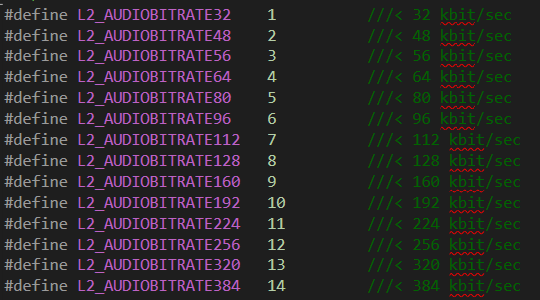 #define L2_AUDIOBITRATE32 1 ///< 32 kbit/sec
#define L2_AUDIOBITRATE48 2 ///< 48 kbit/sec
#define L2_AUDIOBITRATE56 3 ///< 56 kbit/sec
#define L2_AUDIOBITRATE64 4 ///< 64 kbit/sec
#define L2_AUDIOBITRATE80 5 ///< 80 kbit/sec
#define L2_AUDIOBITRATE96 6 ///< 96 kbit/sec
#define L2_AUDIOBITRATE112 7 ///< 112 kbit/sec
#define L2_AUDIOBITRATE128 8 ///< 128 kbit/sec
#define L2_AUDIOBITRATE160 9 ///< 160 kbit/sec
#define L2_AUDIOBITRATE192 10 ///< 192 kbit/sec
#define L2_AUDIOBITRATE224 11 ///< 224 kbit/sec
#define L2_AUDIOBITRATE256 12 ///< 256 kbit/sec
#define L2_AUDIOBITRATE320 13 ///< 320 kbit/sec
#define L2_AUDIOBITRATE384 14 ///< 384 kbit/sec